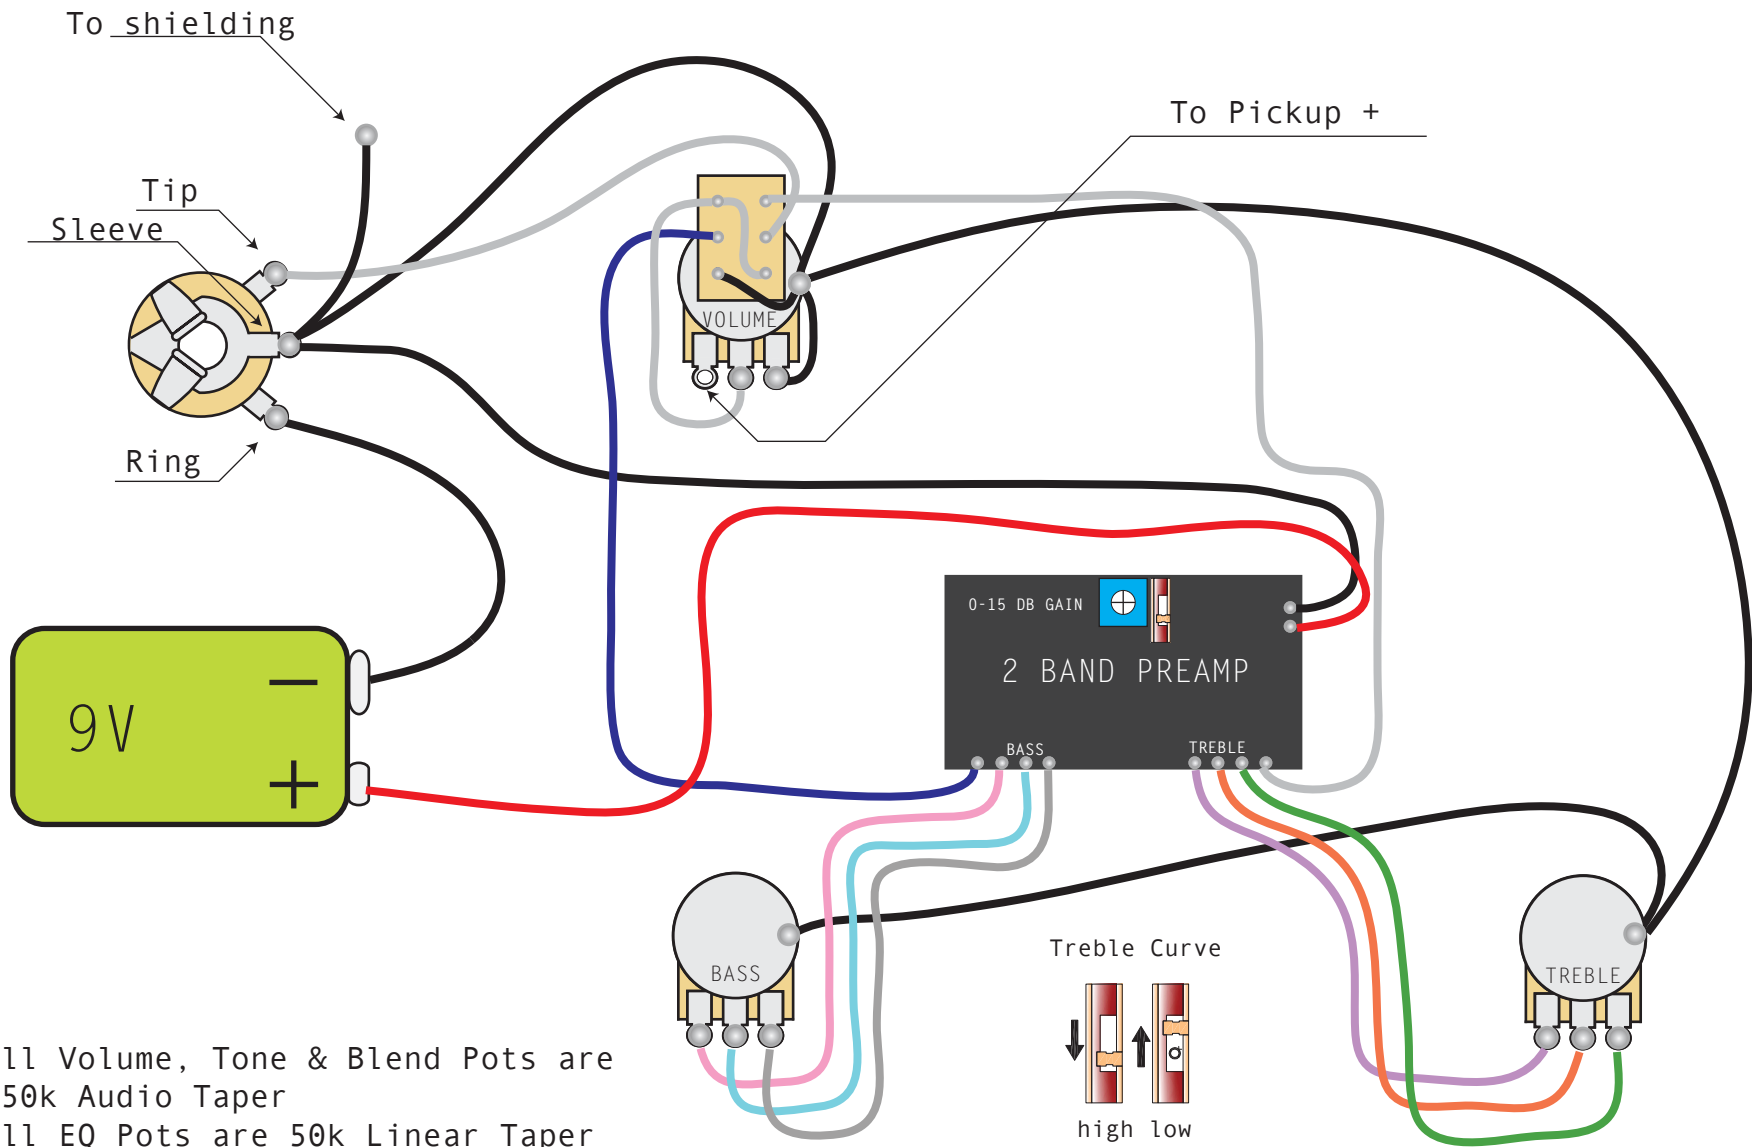 To shielding
To Pickup +
Tip
Sleeve
VOLUME
Ring
0-15 DB GAIN
2 BAND PREAMP
9V
−
+
BASS
TREBLE
BASS
TREBLE
Treble Curve
high low
ll Volume, Tone & Blend Pots are
50k Audio Taper
ll EQ Pots are 50k Linear Taper